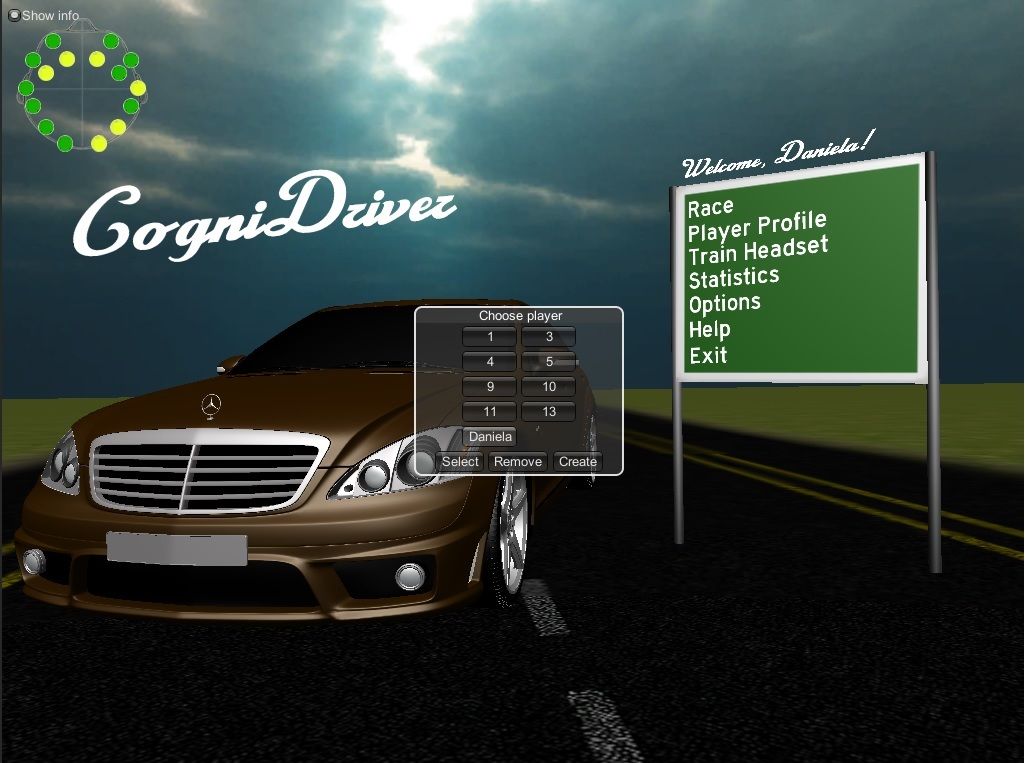 Show info
CogniDriver
Welcome, Daniela!
Race
Player Profile
Train Headset
Statistics
Options
Help
Exit
Choose player
1 3
4 5
9 10
11 13
Daniela
Select Remove Create